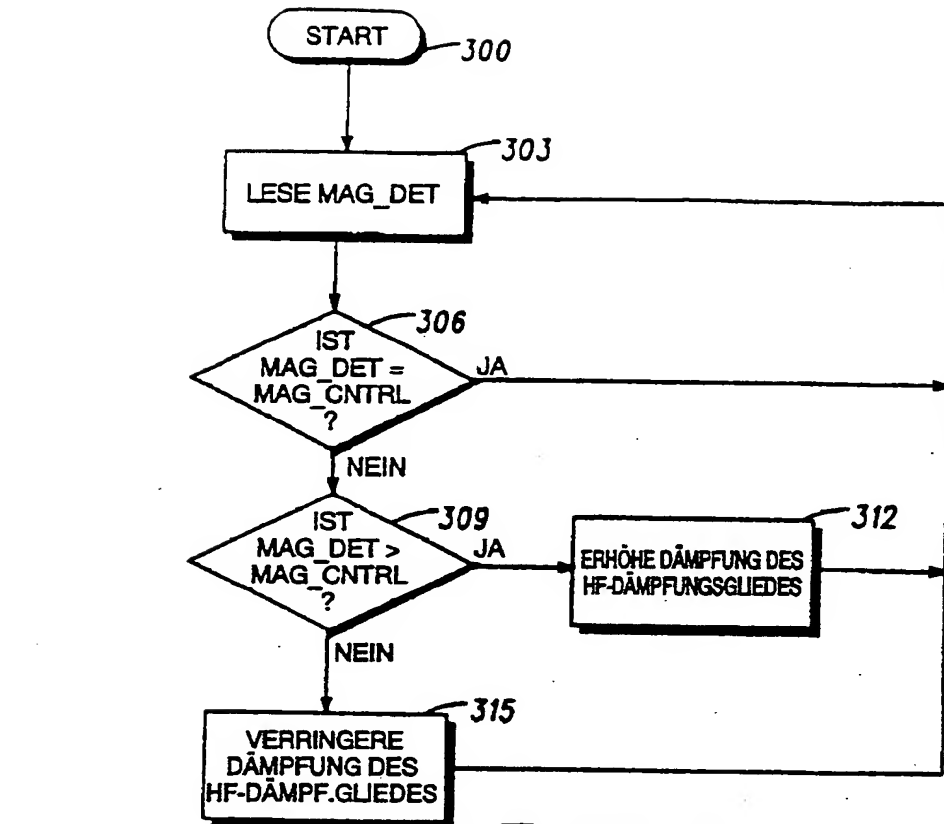 START
300
303
LESE MAG_DET
306
IST
MAG_DET =
MAG_CNTRL
?
JA
NEIN
309
IST
MAG_DET >
MAG_CNTRL
?
JA
312
ERHÖHE DÄMPFUNG DES
HF-DÄMPFUNGSGLIEDES
NEIN
315
VERRINGERE
DÄMPFUNG DES
HF-DÄMPF.GLIEDES